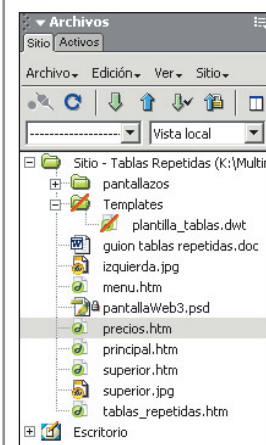 Archivos
Sitio Activos
Archivo Edición Ver Sitio
Vista local
Sitio - Tablas Repetidas (K:\Multin
pantallazos
Templates
plantilla_tablas.dwt
guion tablas repetidas.doc
izquierda.jpg
menu.htm
pantallaWeb3.psd
precios.htm
principal.htm
superior.htm
superior.jpg
tablas_repetidas.htm
Escritorio